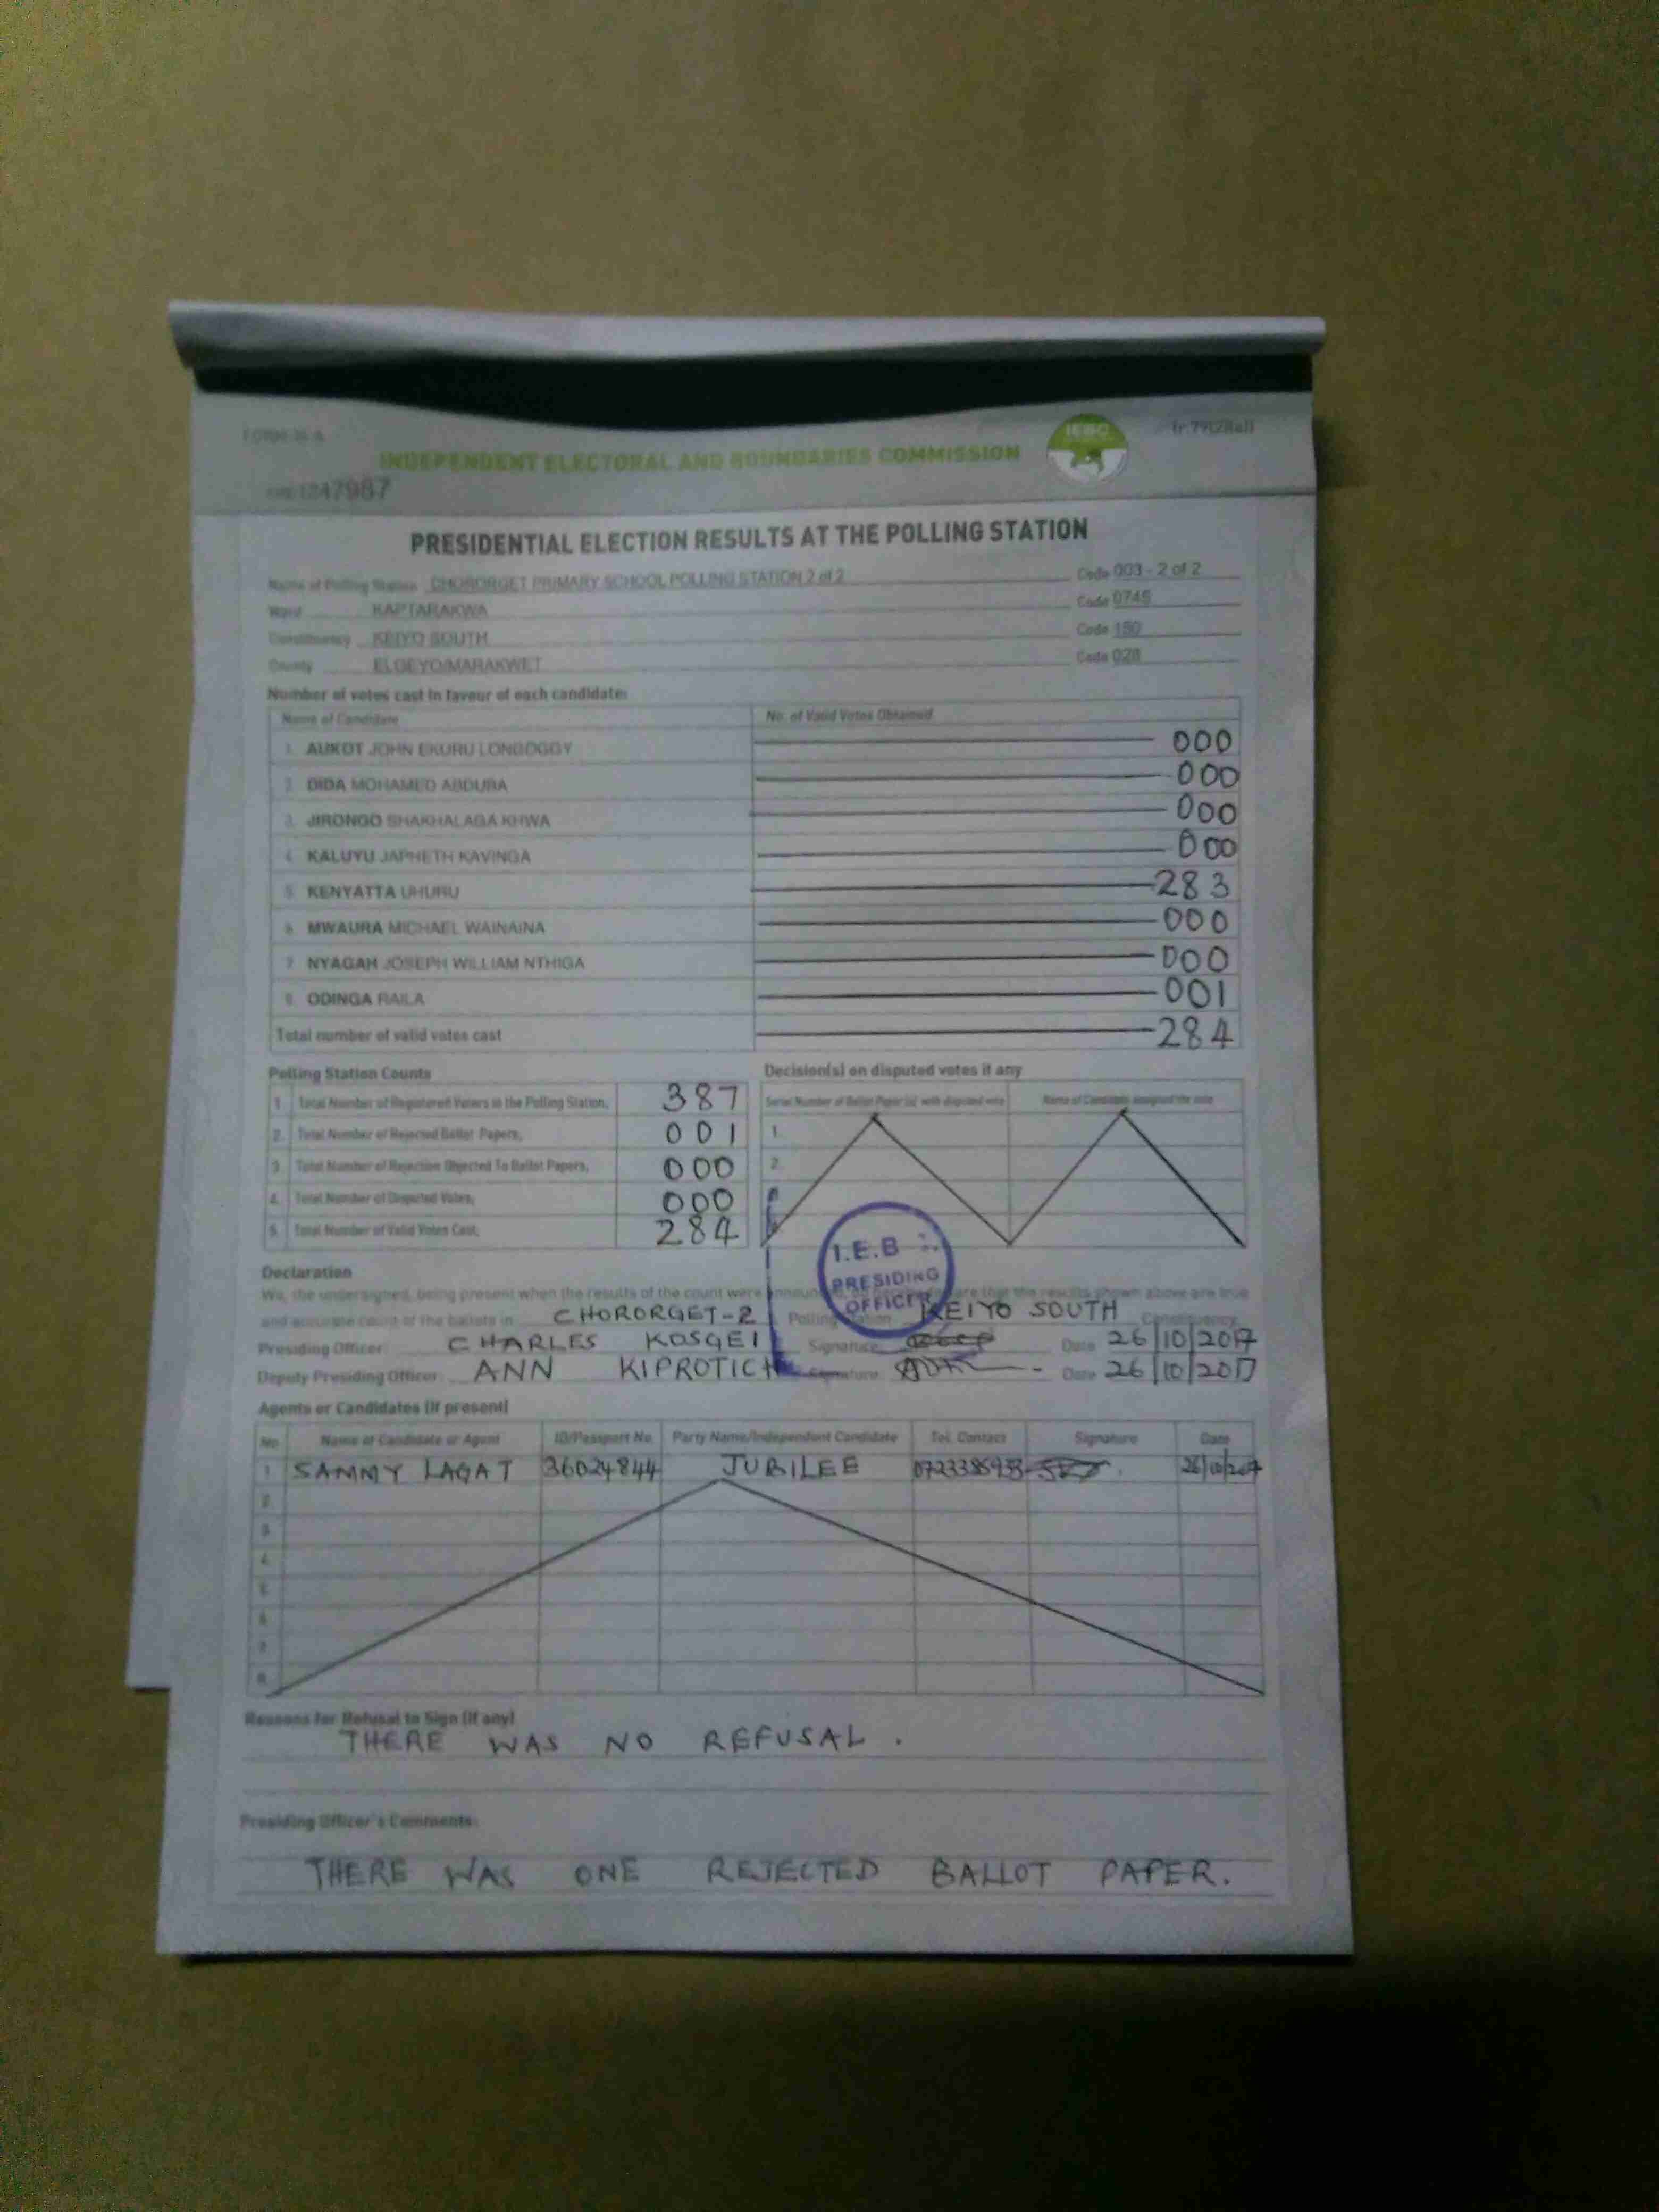 FORM 34 A
INDEPENDENT ELECTORAL AND BOUNDARIES COMMISSION
IEBC
47987
PRESIDENTIAL ELECTION RESULTS AT THE POLLING STATION
Name of Polling Station CHORORGET PRIMARY SCHOOL POLLING STATION 2 of 2 Code 003 - 2 of 2
Ward KAPTARAKWA Code 0745
Constituency KEIYO SOUTH Code 150
County ELGEYO/MARAKWET Code 028
Number of votes cast in favour of each candidate:
Name of Candidate No. of Valid Votes Obtained
1. AUKOT JOHN EKURU LONGOGGY 000
2. DIDA MOHAMED ABDUBA 000
3. JIRONGO SHAKHALAGA KHWA 000
4. KALUYU JAPHETH KAVINGA 000
5. KENYATTA UHURU 283
6. MWAURA MICHAEL WAINAINA 000
7. NYAGAH JOSEPH WILLIAM NTHIGA 000
8. ODINGA RAILA 001
Total number of valid votes cast 284
Polling Station Counts
1. Total Number of Registered Voters in the Polling Station, 387
2. Total Number of Rejected Ballot Papers, 001
3. Total Number of Rejection Objected To Ballot Papers, 000
4. Total Number of Disputed Votes, 000
5. Total Number of Valid Votes Cast, 284
Decision(s) on disputed votes if any
Serial Number of Ballot Paper (s) with disputed vote Name of Candidate assigned the vote
1.
2.
I.E.B
PRESIDING
OFFICER
Declaration
We, the undersigned, being present when the results of the count were that the results shown above are true
and accurate count of the ballots in CHORORGET-2 Polling Station KEIYO SOUTH Constituency
Presiding Officer CHARLES KOSGEI Signature Date 26/10/2017
Deputy Presiding Officer ANN KIPROTICH Signature Date 26/10/2017
Agents or Candidates (if present)
No Name of Candidate or Agent ID/Passport No Party Name/Independent Candidate Tel. Contact Signature Date
1 SAMMY LAGAT 36024844 JUBILEE 26/10/2017
2
3
4
5
6
7
8
Reasons for Refusal to Sign (if any)
THERE WAS NO REFUSAL.
Presiding Officer's Comments:
THERE WAS ONE REJECTED BALLOT PAPER.